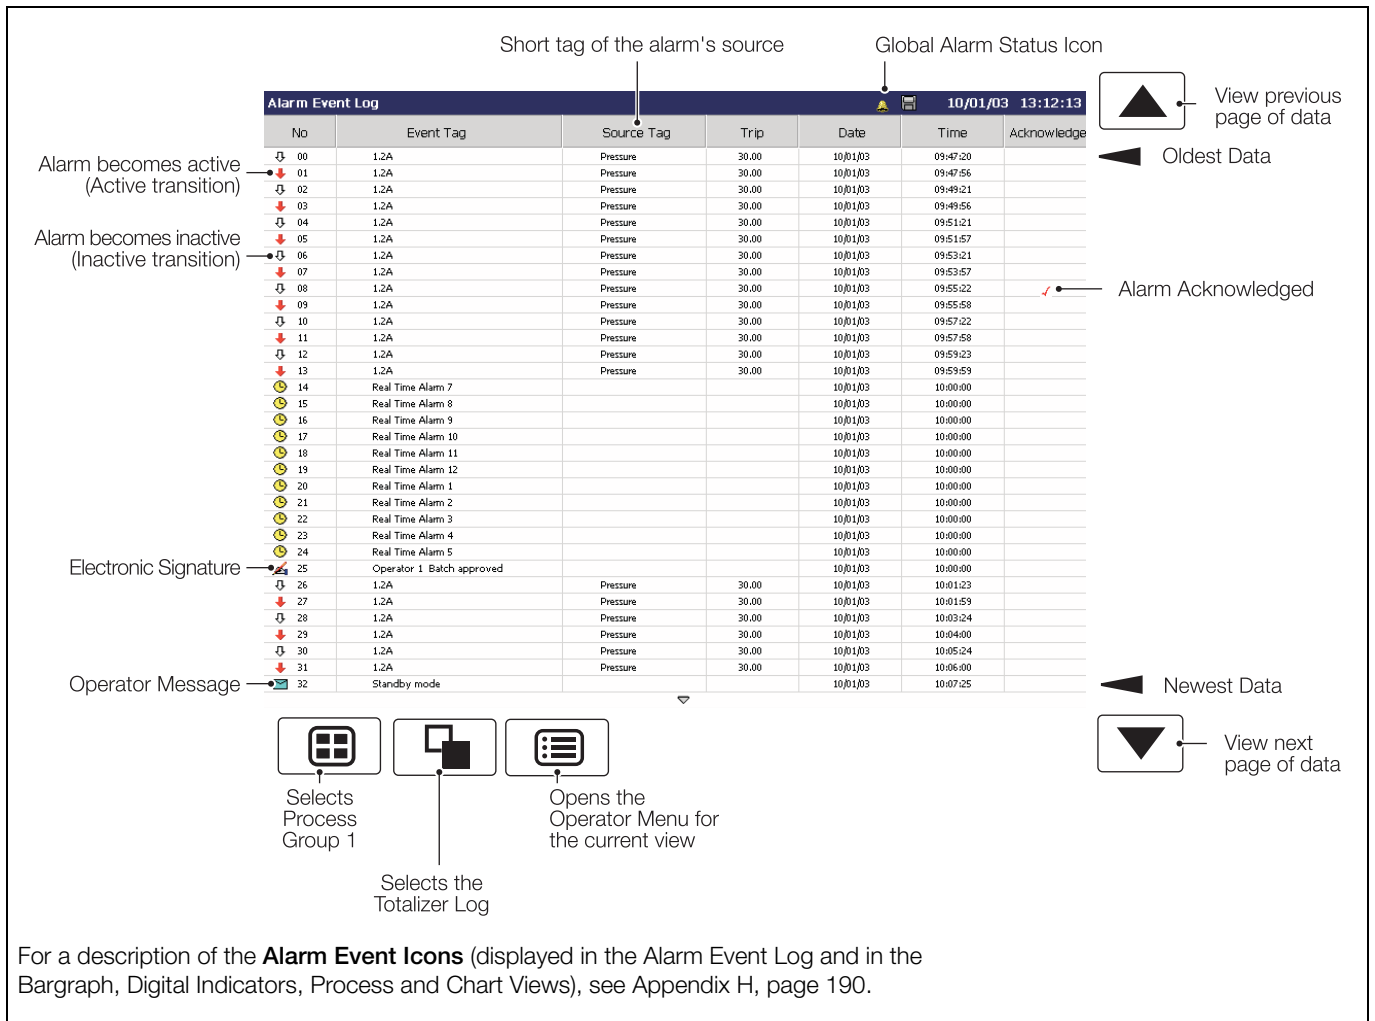 Short tag of the alarm's source
Global Alarm Status Icon
View previous
page of data
Alarm Event Log 10/01/03 13:12:13
No Event Tag Source Tag Trip Date Time Acknowledge
Oldest Data
Alarm becomes active
(Active transition)
Alarm becomes inactive
(Inactive transition)
00 1.2A Pressure 30.00 10/01/03 09:47:20
01 1.2A Pressure 30.00 10/01/03 09:47:56
02 1.2A Pressure 30.00 10/01/03 09:49:21
03 1.2A Pressure 30.00 10/01/03 09:49:56
04 1.2A Pressure 30.00 10/01/03 09:51:21
05 1.2A Pressure 30.00 10/01/03 09:51:57
06 1.2A Pressure 30.00 10/01/03 09:53:21
07 1.2A Pressure 30.00 10/01/03 09:53:57
08 1.2A Pressure 30.00 10/01/03 09:55:22
09 1.2A Pressure 30.00 10/01/03 09:55:58
10 1.2A Pressure 30.00 10/01/03 09:57:22
11 1.2A Pressure 30.00 10/01/03 09:57:58
12 1.2A Pressure 30.00 10/01/03 09:59:23
13 1.2A Pressure 30.00 10/01/03 09:59:59
14 Real Time Alarm 7 10/01/03 10:00:00
15 Real Time Alarm 8 10/01/03 10:00:00
16 Real Time Alarm 9 10/01/03 10:00:00
17 Real Time Alarm 10 10/01/03 10:00:00
18 Real Time Alarm 11 10/01/03 10:00:00
19 Real Time Alarm 12 10/01/03 10:00:00
20 Real Time Alarm 1 10/01/03 10:00:00
21 Real Time Alarm 2 10/01/03 10:00:00
22 Real Time Alarm 3 10/01/03 10:00:00
23 Real Time Alarm 4 10/01/03 10:00:00
24 Real Time Alarm 5 10/01/03 10:00:00
25 Operator 1 Batch approved 10/01/03 10:00:00
26 1.2A Pressure 30.00 10/01/03 10:01:23
27 1.2A Pressure 30.00 10/01/03 10:01:59
28 1.2A Pressure 30.00 10/01/03 10:03:24
29 1.2A Pressure 30.00 10/01/03 10:04:00
30 1.2A Pressure 30.00 10/01/03 10:05:24
31 1.2A Pressure 30.00 10/01/03 10:06:00
32 Standby mode 10/01/03 10:07:25
Alarm Acknowledged
Electronic Signature
Operator Message
Newest Data
View next
page of data
Selects
Process
Group 1
Opens the
Operator Menu for
the current view
Selects the
Totalizer Log
For a description of the Alarm Event Icons (displayed in the Alarm Event Log and in the
Bargraph, Digital Indicators, Process and Chart Views), see Appendix H, page 190.